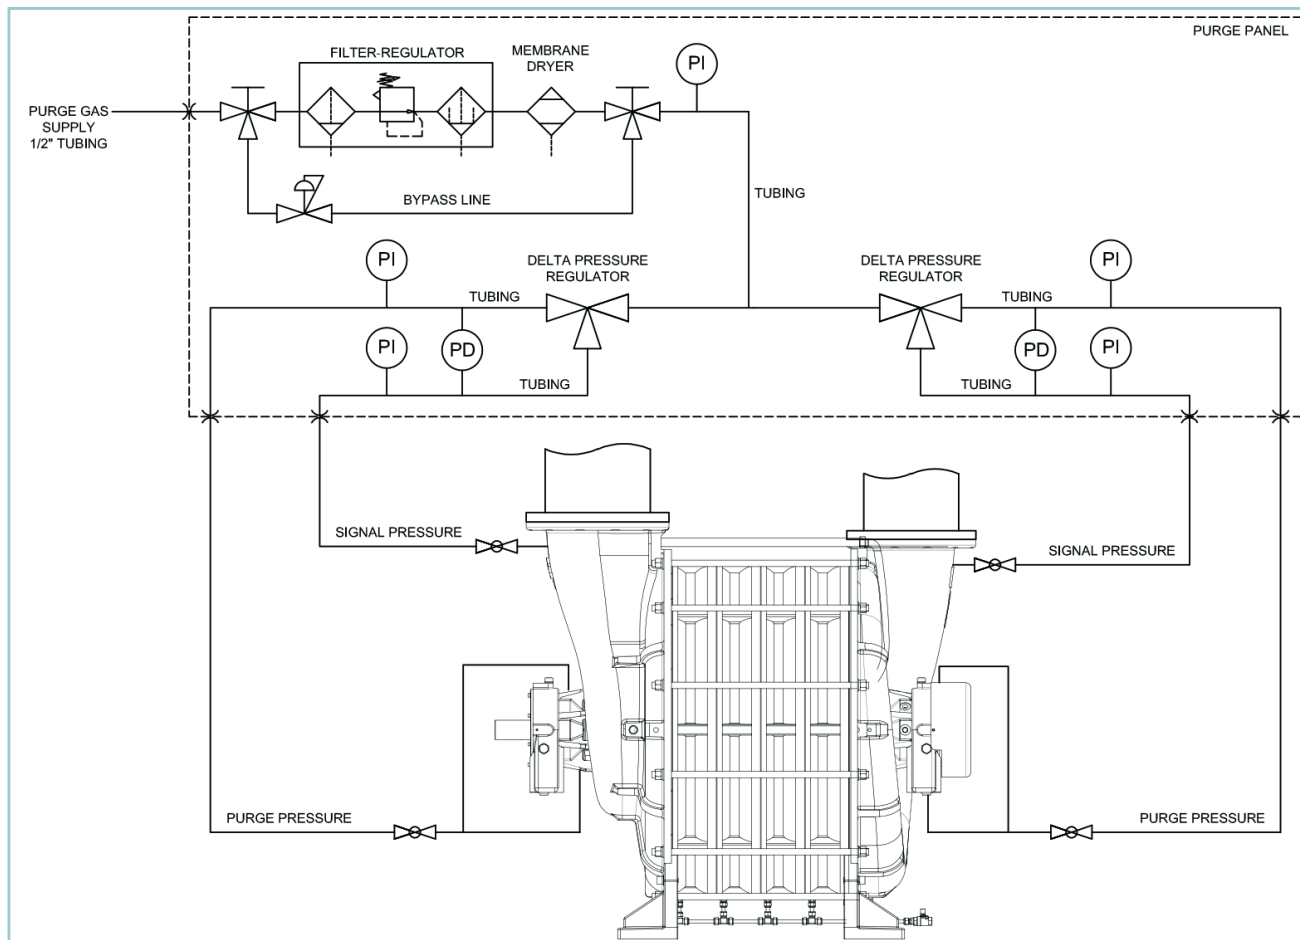 PURGE PANEL
FILTER-REGULATOR
MEMBRANE
DRYER
PI
PURGE GAS
SUPPLY
1/2" TUBING
BYPASS LINE
TUBING
PI
DELTA PRESSURE
REGULATOR
DELTA PRESSURE
REGULATOR
PI
TUBING
TUBING
PI
PD
PD
PI
TUBING
TUBING
SIGNAL PRESSURE
SIGNAL PRESSURE
PURGE PRESSURE
PURGE PRESSURE